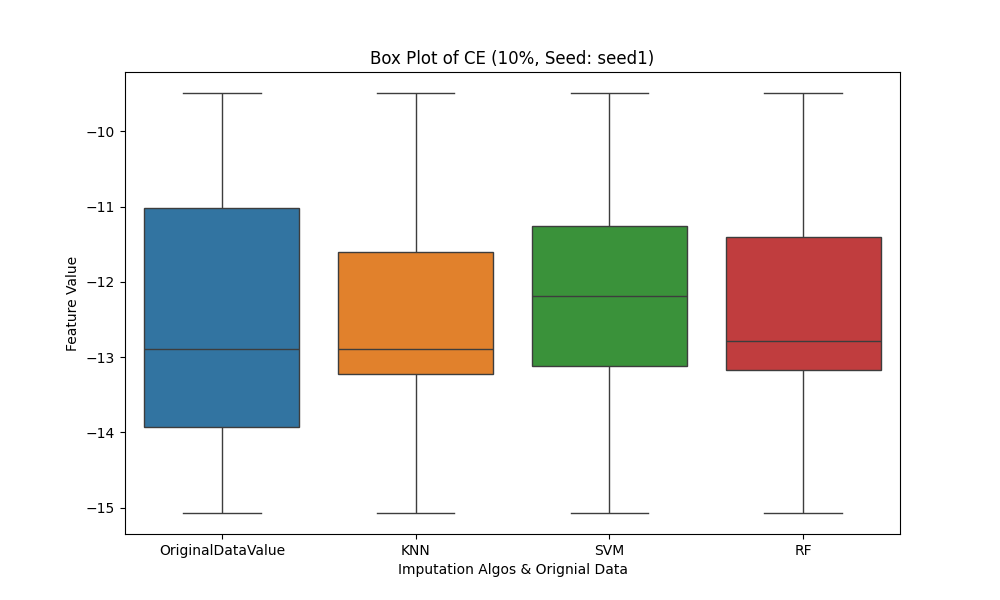 Box Plot of CE (10%, Seed: seed1)
Feature Value
−10
−11
−12
−13
−14
−15
OriginalDataValue
KNN
SVM
RF
Imputation Algos & Orignial Data